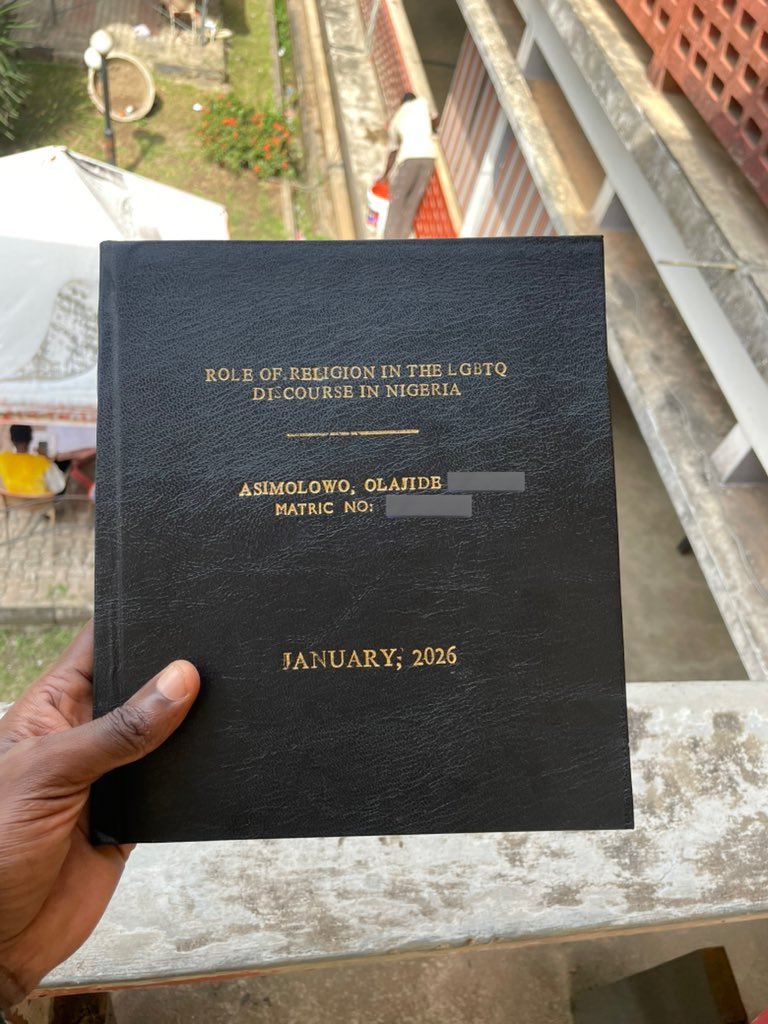 ROLE OF RELIGION IN THE LGBTQ
DISCOURSE IN NIGERIA
ASIMOLOWO, OLAJIDE
MATRIC NO:
JANUARY, 2026